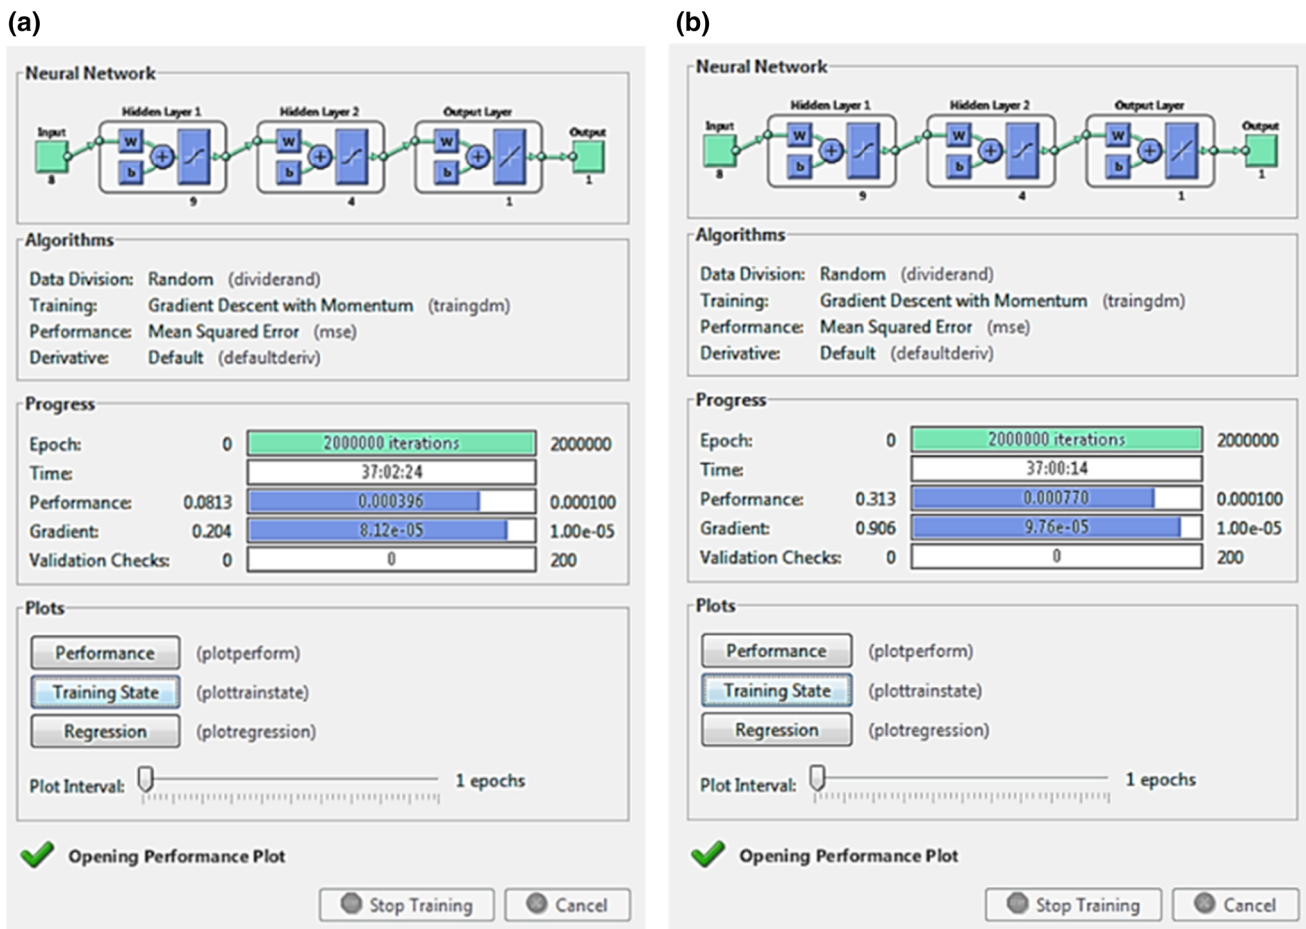 (a)
Neural Network
Hidden Layer 1 Hidden Layer 2 Output Layer
Input Output
W W W
b b b
8 9 4 1 1
Algorithms
Data Division: Random (dividerand)
Training: Gradient Descent with Momentum (traingdm)
Performance: Mean Squared Error (mse)
Derivative: Default (defaultderiv)
Progress
Epoch: 0 2000000 iterations 2000000
Time: 37:02:24
Performance: 0.0813 0.000396 0.000100
Gradient: 0.204 8.12e-05 1.00e-05
Validation Checks: 0 0 200
Plots
Performance (plotperform)
Training State (plottrainstate)
Regression (plotregression)
Plot Interval: 1 epochs
Opening Performance Plot
Stop Training Cancel
(b)
Neural Network
Hidden Layer 1 Hidden Layer 2 Output Layer
Input Output
W W W
b b b
8 9 4 1 1
Algorithms
Data Division: Random (dividerand)
Training: Gradient Descent with Momentum (traingdm)
Performance: Mean Squared Error (mse)
Derivative: Default (defaultderiv)
Progress
Epoch: 0 2000000 iterations 2000000
Time: 37:00:14
Performance: 0.313 0.000770 0.000100
Gradient: 0.906 9.76e-05 1.00e-05
Validation Checks: 0 0 200
Plots
Performance (plotperform)
Training State (plottrainstate)
Regression (plotregression)
Plot Interval: 1 epochs
Opening Performance Plot
Stop Training Cancel